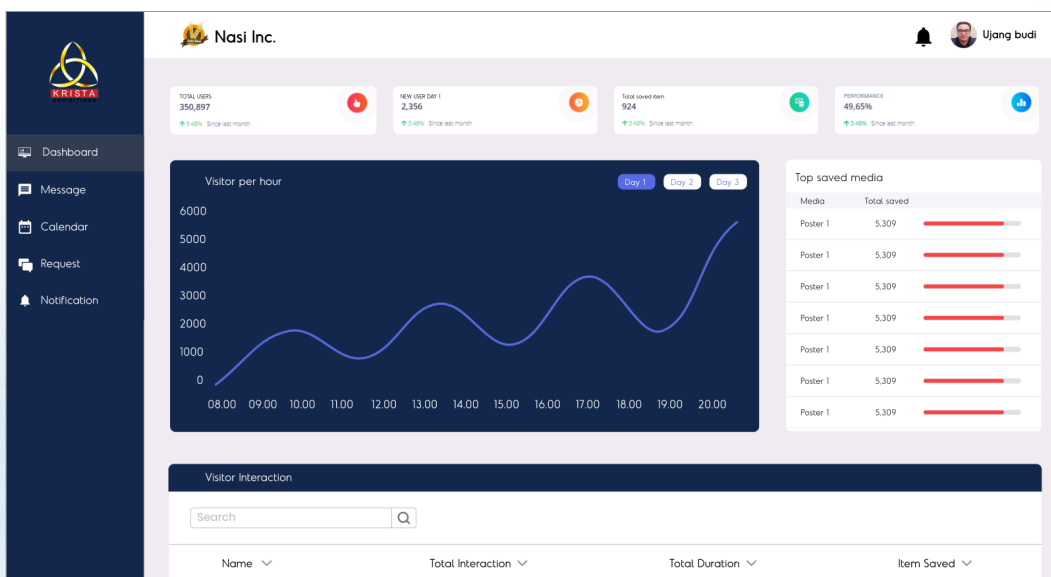 KRISTA
EXHIBITIONS
Dashboard
Message
Calendar
Request
Notification
Nasi Inc.
Ujang budi
TOTAL USERS
350,897
3.48% Since last month
NEW USER DAY 1
2,356
3.48% Since last month
Total saved item
924
3.48% Since last month
PERFORMANCE
49,65%
3.48% Since last month
Visitor per hour
Day 1 Day 2 Day 3
6000
5000
4000
3000
2000
1000
0
08.00 09.00 10.00 11.00 12.00 13.00 14.00 15.00 16.00 17.00 18.00 19.00 20.00
Top saved media
Media Total saved
Poster 1 5,309
Poster 1 5,309
Poster 1 5,309
Poster 1 5,309
Poster 1 5,309
Poster 1 5,309
Poster 1 5,309
Visitor Interaction
Search
Name Total Interaction Total Duration Item Saved